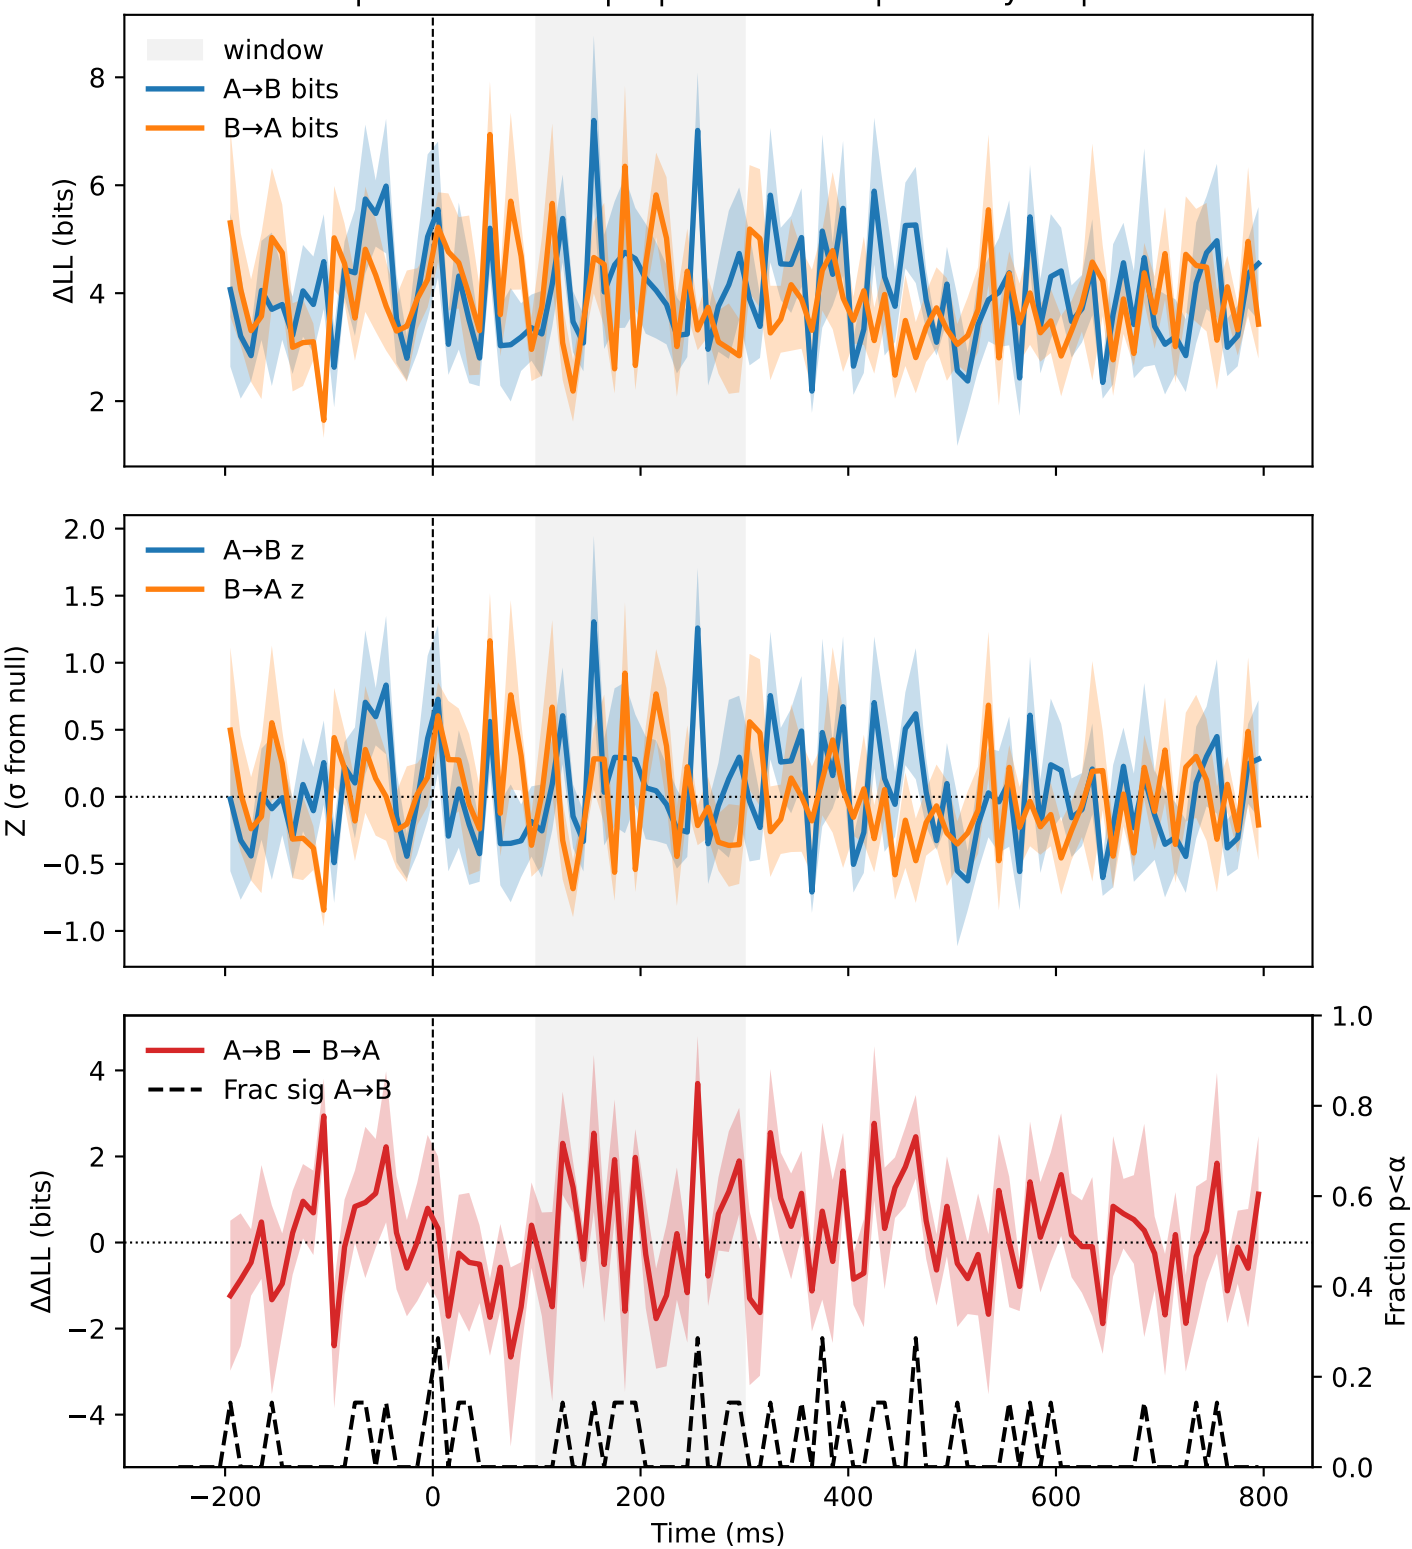 window
A→B bits
B→A bits
ΔLL (bits)
8
6
4
2
A→B z
B→A z
Z (σ from null)
2.0
1.5
1.0
0.5
0.0
−0.5
−1.0
A→B − B→A
Frac sig A→B
ΔΔLL (bits)
4
2
0
−2
−4
1.0
0.8
0.6
0.4
0.2
0.0
Fraction p<α
−200
0
200
400
600
800
Time (ms)